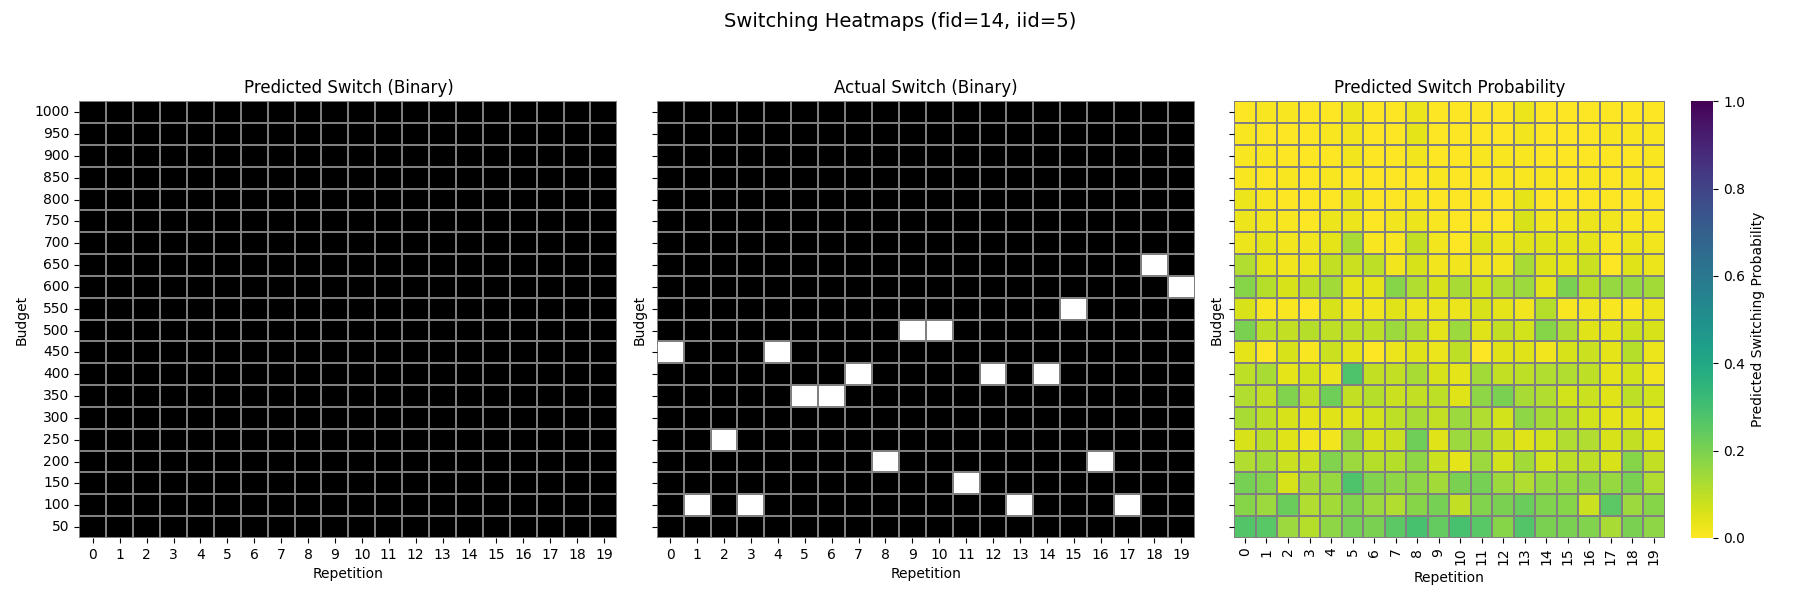 Switching Heatmaps (fid=14, iid=5)
Predicted Switch (Binary)
Budget
1000
950
900
850
800
750
700
650
600
550
500
450
400
350
300
250
200
150
100
50
0 1 2 3 4 5 6 7 8 9 10 11 12 13 14 15 16 17 18 19
Repetition
Actual Switch (Binary)
Budget
0 1 2 3 4 5 6 7 8 9 10 11 12 13 14 15 16 17 18 19
Repetition
Predicted Switch Probability
Budget
0 1 2 3 4 5 6 7 8 9 10 11 12 13 14 15 16 17 18 19
Repetition
1.0
0.8
0.6
0.4
0.2
0.0
Predicted Switching Probability